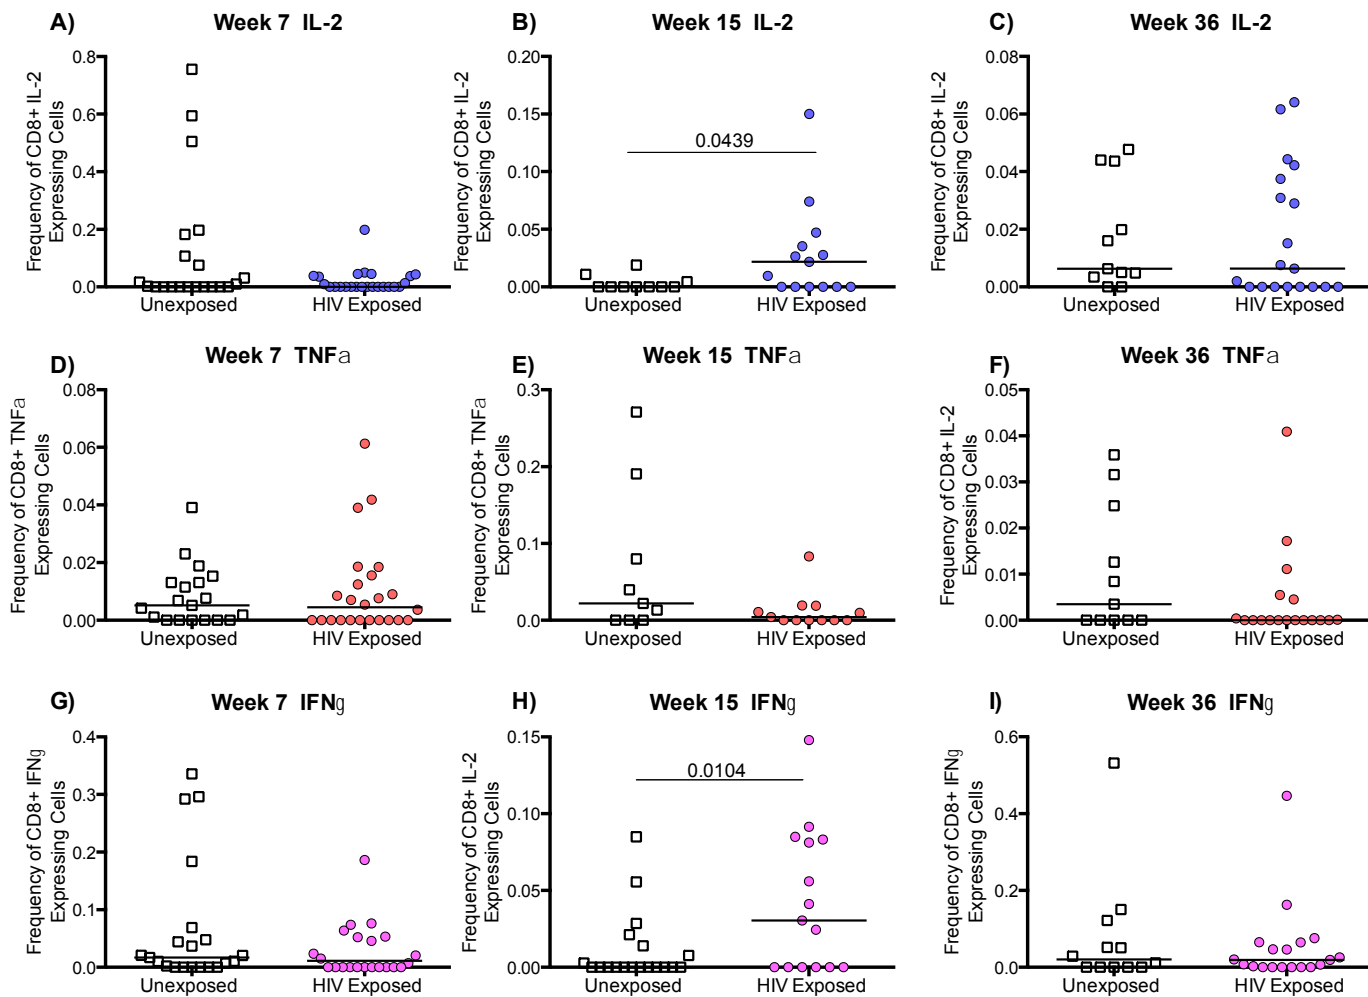 A) Week 7 IL-2
Frequency of CD8+ IL-2
Expressing Cells
0.8
0.6
0.4
0.2
0.0
Unexposed HIV Exposed
B) Week 15 IL-2
Frequency of CD8+ IL-2
Expressing Cells
0.20
0.15
0.10
0.05
0.00
0.0439
Unexposed HIV Exposed
C) Week 36 IL-2
Frequency of CD8+ IL-2
Expressing Cells
0.08
0.06
0.04
0.02
0.00
Unexposed HIV Exposed
D) Week 7 TNFa
Frequency of CD8+ TNFa
Expressing Cells
0.08
0.06
0.04
0.02
0.00
Unexposed HIV Exposed
E) Week 15 TNFa
Frequency of CD8+ TNFa
Expressing Cells
0.3
0.2
0.1
0.0
Unexposed HIV Exposed
F) Week 36 TNFa
Frequency of CD8+ IL-2
Expressing Cells
0.05
0.04
0.03
0.02
0.01
0.00
Unexposed HIV Exposed
G) Week 7 IFNg
Frequency of CD8+ IFNg
Expressing Cells
0.4
0.3
0.2
0.1
0.0
Unexposed HIV Exposed
H) Week 15 IFNg
Frequency of CD8+ IL-2
Expressing Cells
0.15
0.10
0.05
0.00
0.0104
Unexposed HIV Exposed
I) Week 36 IFNg
Frequency of CD8+ IFNg
Expressing Cells
0.6
0.4
0.2
0.0
Unexposed HIV Exposed